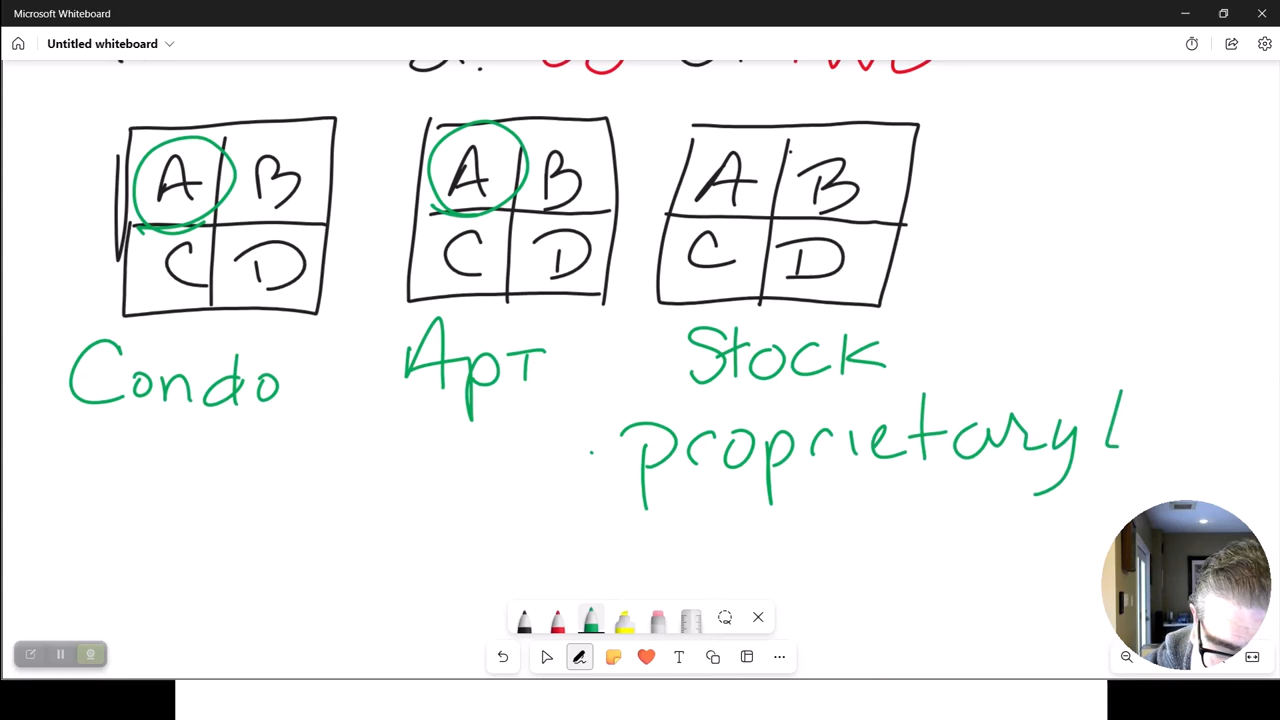 Microsoft Whiteboard
Untitled whiteboard
A B A B A B
C D C D C D
Condo Apt Stock
proprietary l
T